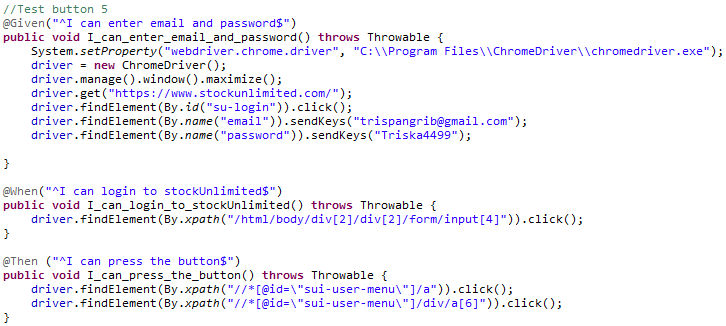 //Test button 5
@Given("^I can enter email and password$")
public void I_can_enter_email_and_password() throws Throwable {
System.setProperty("webdriver.chrome.driver", "C:\\Program Files\\ChromeDriver\\chromedriver.exe");
driver = new ChromeDriver();
driver.manage().window().maximize();
driver.get("https://www.stockunlimited.com/");
driver.findElement(By.id("su-login")).click();
driver.findElement(By.name("email")).sendKeys("trispangrib@gmail.com");
driver.findElement(By.name("password")).sendKeys("Triska4499");
}
@When("^I can login to stockUnlimited$")
public void I_can_login_to_stockUnlimited() throws Throwable {
driver.findElement(By.xpath("/html/body/div[2]/div[2]/form/input[4]")).click();
}
@Then ("^I can press the button$")
public void I_can_press_the_button() throws Throwable {
driver.findElement(By.xpath("//*[@id=\"sui-user-menu\"]/a")).click();
driver.findElement(By.xpath("//*[@id=\"sui-user-menu\"]/div/a[6]")).click();
}